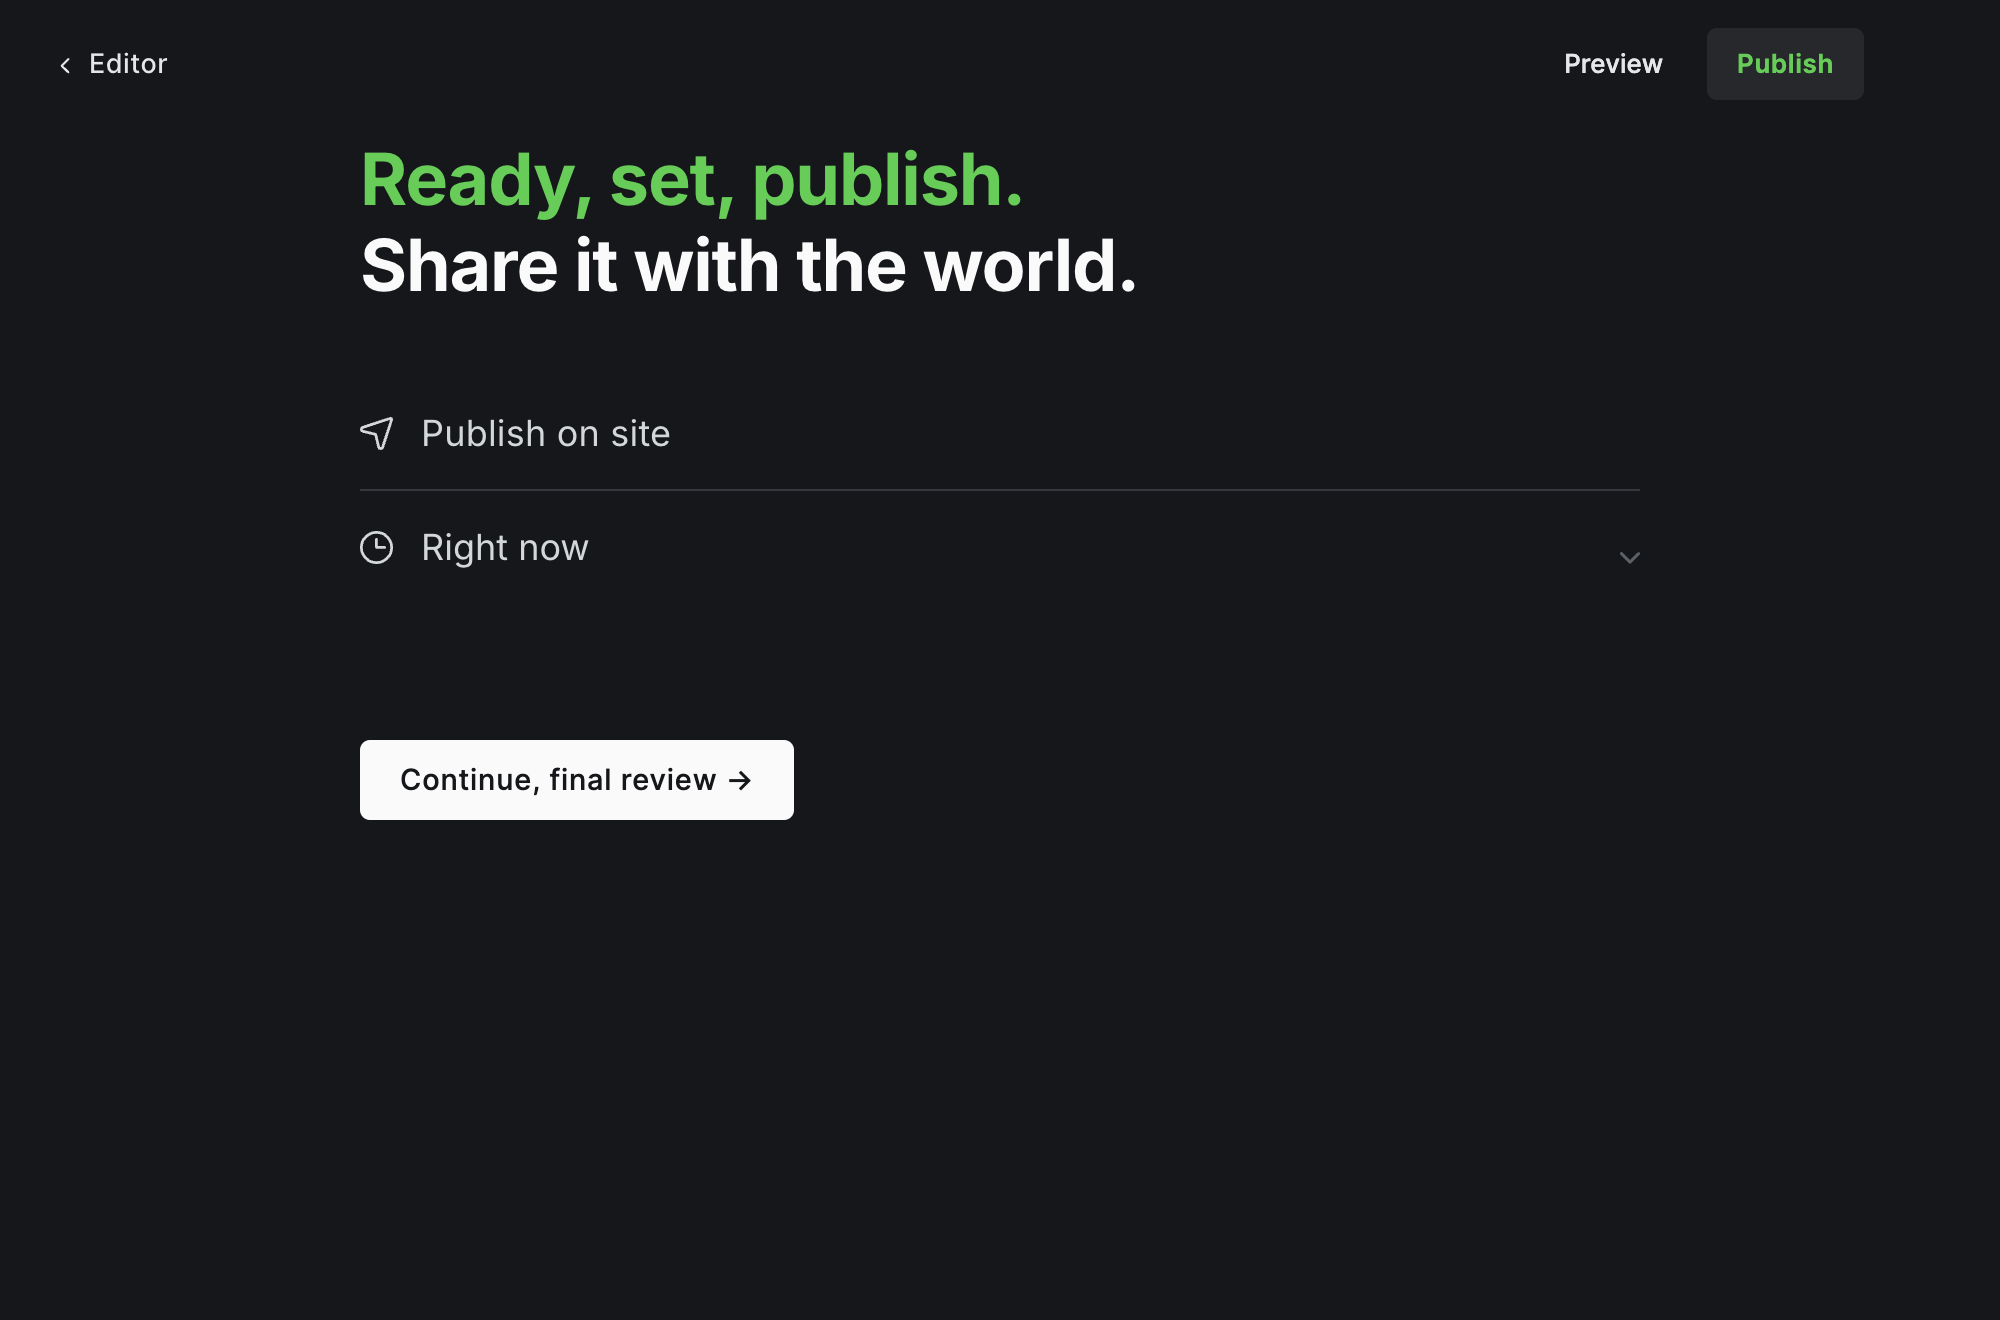 Editor
Preview
Publish
Ready, set, publish.
Share it with the world.
Publish on site
Right now
Continue, final review →